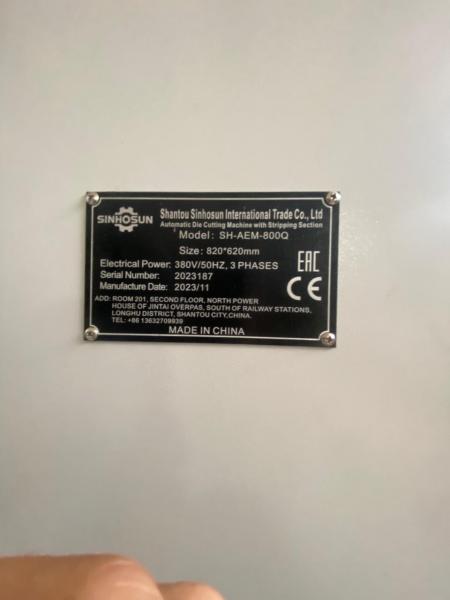 SINHOSUN
Shantou Sinhosun International Trade Co., Ltd
Automatic Die Cutting Machine with Stripping Section
Model: SH-AEM-800Q
Size: 820*620mm
Electrical Power: 380V/50HZ, 3 PHASES
Serial Number: 2023187
Manufacture Date: 2023/11
EAC
CE
ADD: ROOM 201, SECOND FLOOR, NORTH POWER
HOUSE OF JINTAI OVERPAS, SOUTH OF RAILWAY STATIONS,
LONGHU DISTRICT, SHANTOU CITY,CHINA.
TEL: +86 13632709939
MADE IN CHINA